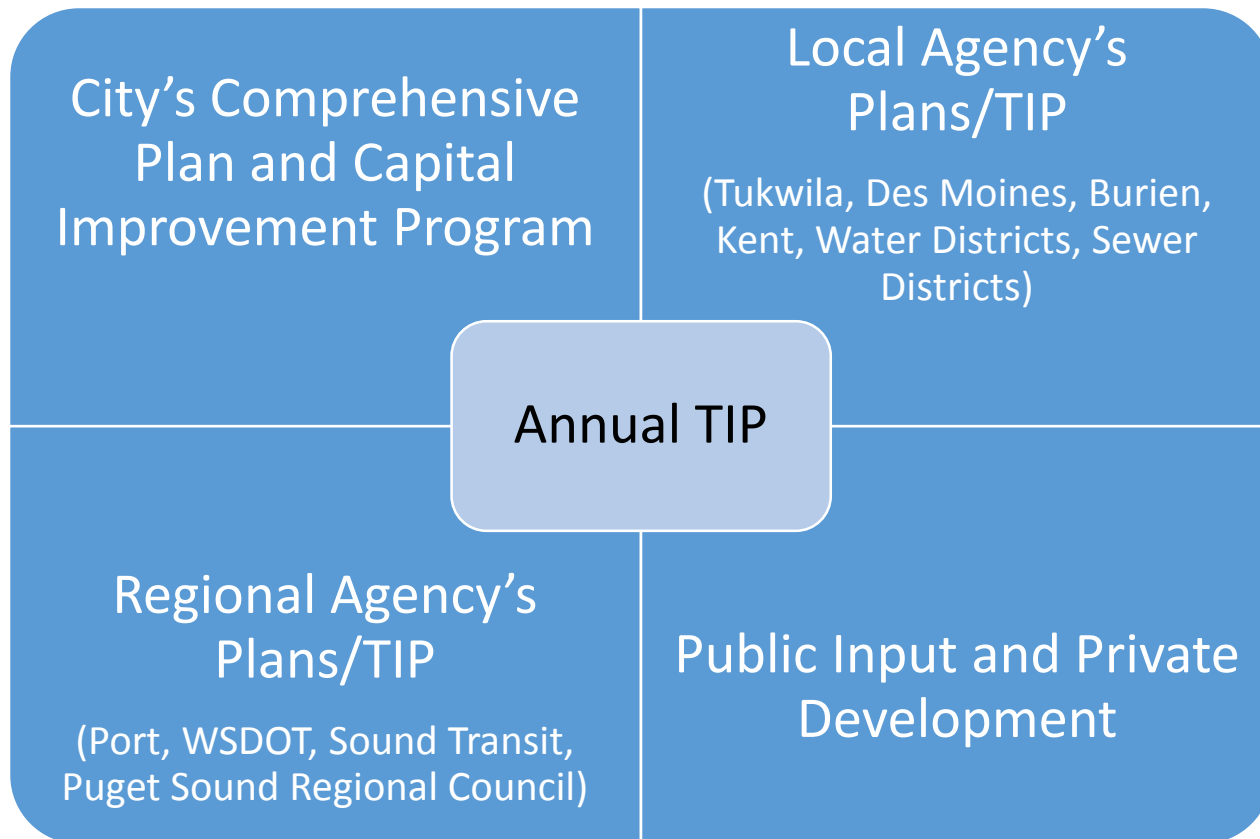 City’s Comprehensive
Plan and Capital
Improvement Program
Local Agency’s
Plans/TIP
(Tukwila, Des Moines, Burien,
Kent, Water Districts, Sewer
Districts)
Annual TIP
Regional Agency’s
Plans/TIP
(Port, WSDOT, Sound Transit,
Puget Sound Regional Council)
Public Input and Private
Development